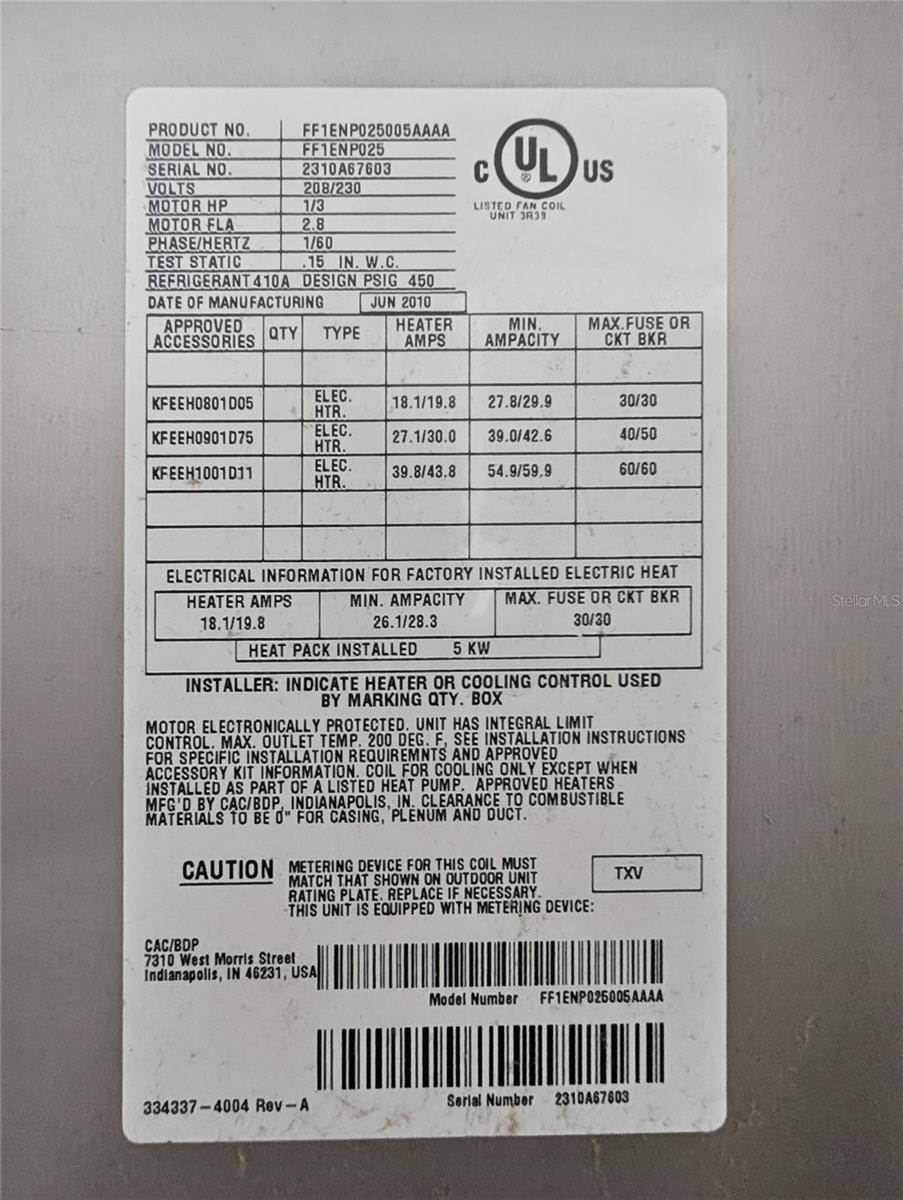 PRODUCT NO. FF1ENP025005AAAA
MODEL NO. FF1ENP025
SERIAL NO. 2310A67603
VOLTS 208/230
MOTOR HP 1/3
MOTOR FLA 2.8
PHASE/HERTZ 1/60
TEST STATIC .15 IN. W.C.
REFRIGERANT 410A DESIGN PSIG 450
DATE OF MANUFACTURING JUN 2010
C UL ® US
LISTED FAN COIL
UNIT 3R39
APPROVED ACCESSORIES QTY TYPE HEATER AMPS MIN. AMPACITY MAX.FUSE OR CKT BKR
KFEEH0801D05 ELEC. HTR. 18.1/19.8 27.8/29.9 30/30
KFEEH0901D75 ELEC. HTR. 27.1/30.0 39.0/42.6 40/50
KFEEH1001D11 ELEC. HTR. 39.8/43.8 54.9/59.9 60/60
ELECTRICAL INFORMATION FOR FACTORY INSTALLED ELECTRIC HEAT
HEATER AMPS MIN. AMPACITY MAX. FUSE OR CKT BKR
18.1/19.8 26.1/28.3 30/30
HEAT PACK INSTALLED 5 KW
INSTALLER: INDICATE HEATER OR COOLING CONTROL USED
BY MARKING QTY. BOX
MOTOR ELECTRONICALLY PROTECTED. UNIT HAS INTEGRAL LIMIT
CONTROL. MAX. OUTLET TEMP. 200 DEG. F, SEE INSTALLATION INSTRUCTIONS
FOR SPECIFIC INSTALLATION REQUIREMNTS AND APPROVED
ACCESSORY KIT INFORMATION. COIL FOR COOLING ONLY EXCEPT WHEN
INSTALLED AS PART OF A LISTED HEAT PUMP. APPROVED HEATERS
MFG'D BY CAC/BDP, INDIANAPOLIS, IN. CLEARANCE TO COMBUSTIBLE
MATERIALS TO BE 0" FOR CASING, PLENUM AND DUCT.
CAUTION
METERING DEVICE FOR THIS COIL MUST
MATCH THAT SHOWN ON OUTDOOR UNIT
RATING PLATE. REPLACE IF NECESSARY.
THIS UNIT IS EQUIPPED WITH METERING DEVICE:
TXV
CAC/BDP
7310 West Morris Street
Indianapolis, IN 46231, USA
Model Number FF1ENP025005AAAA
Serial Number 2310A67603
334337-4004 Rev-A
StellarMLS